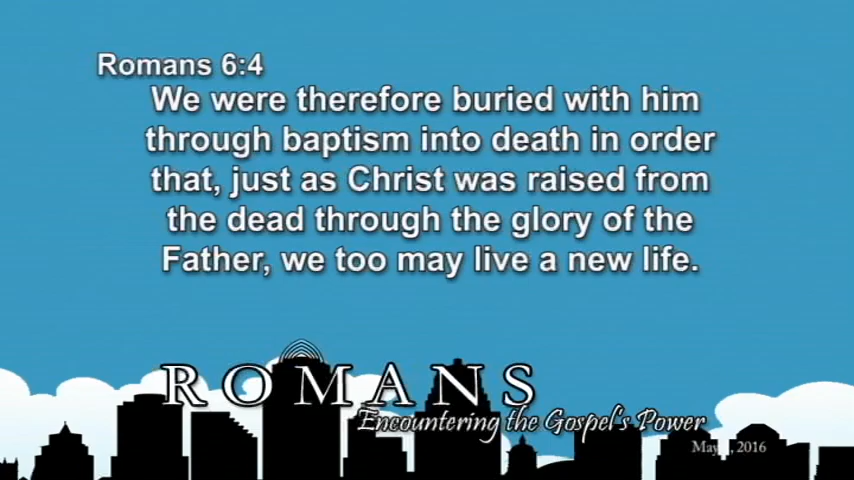 Romans 6:4
We were therefore buried with him
through baptism into death in order
that, just as Christ was raised from
the dead through the glory of the
Father, we too may live a new life.
ROMANS
Encountering the Gospel's Power
May , 2016